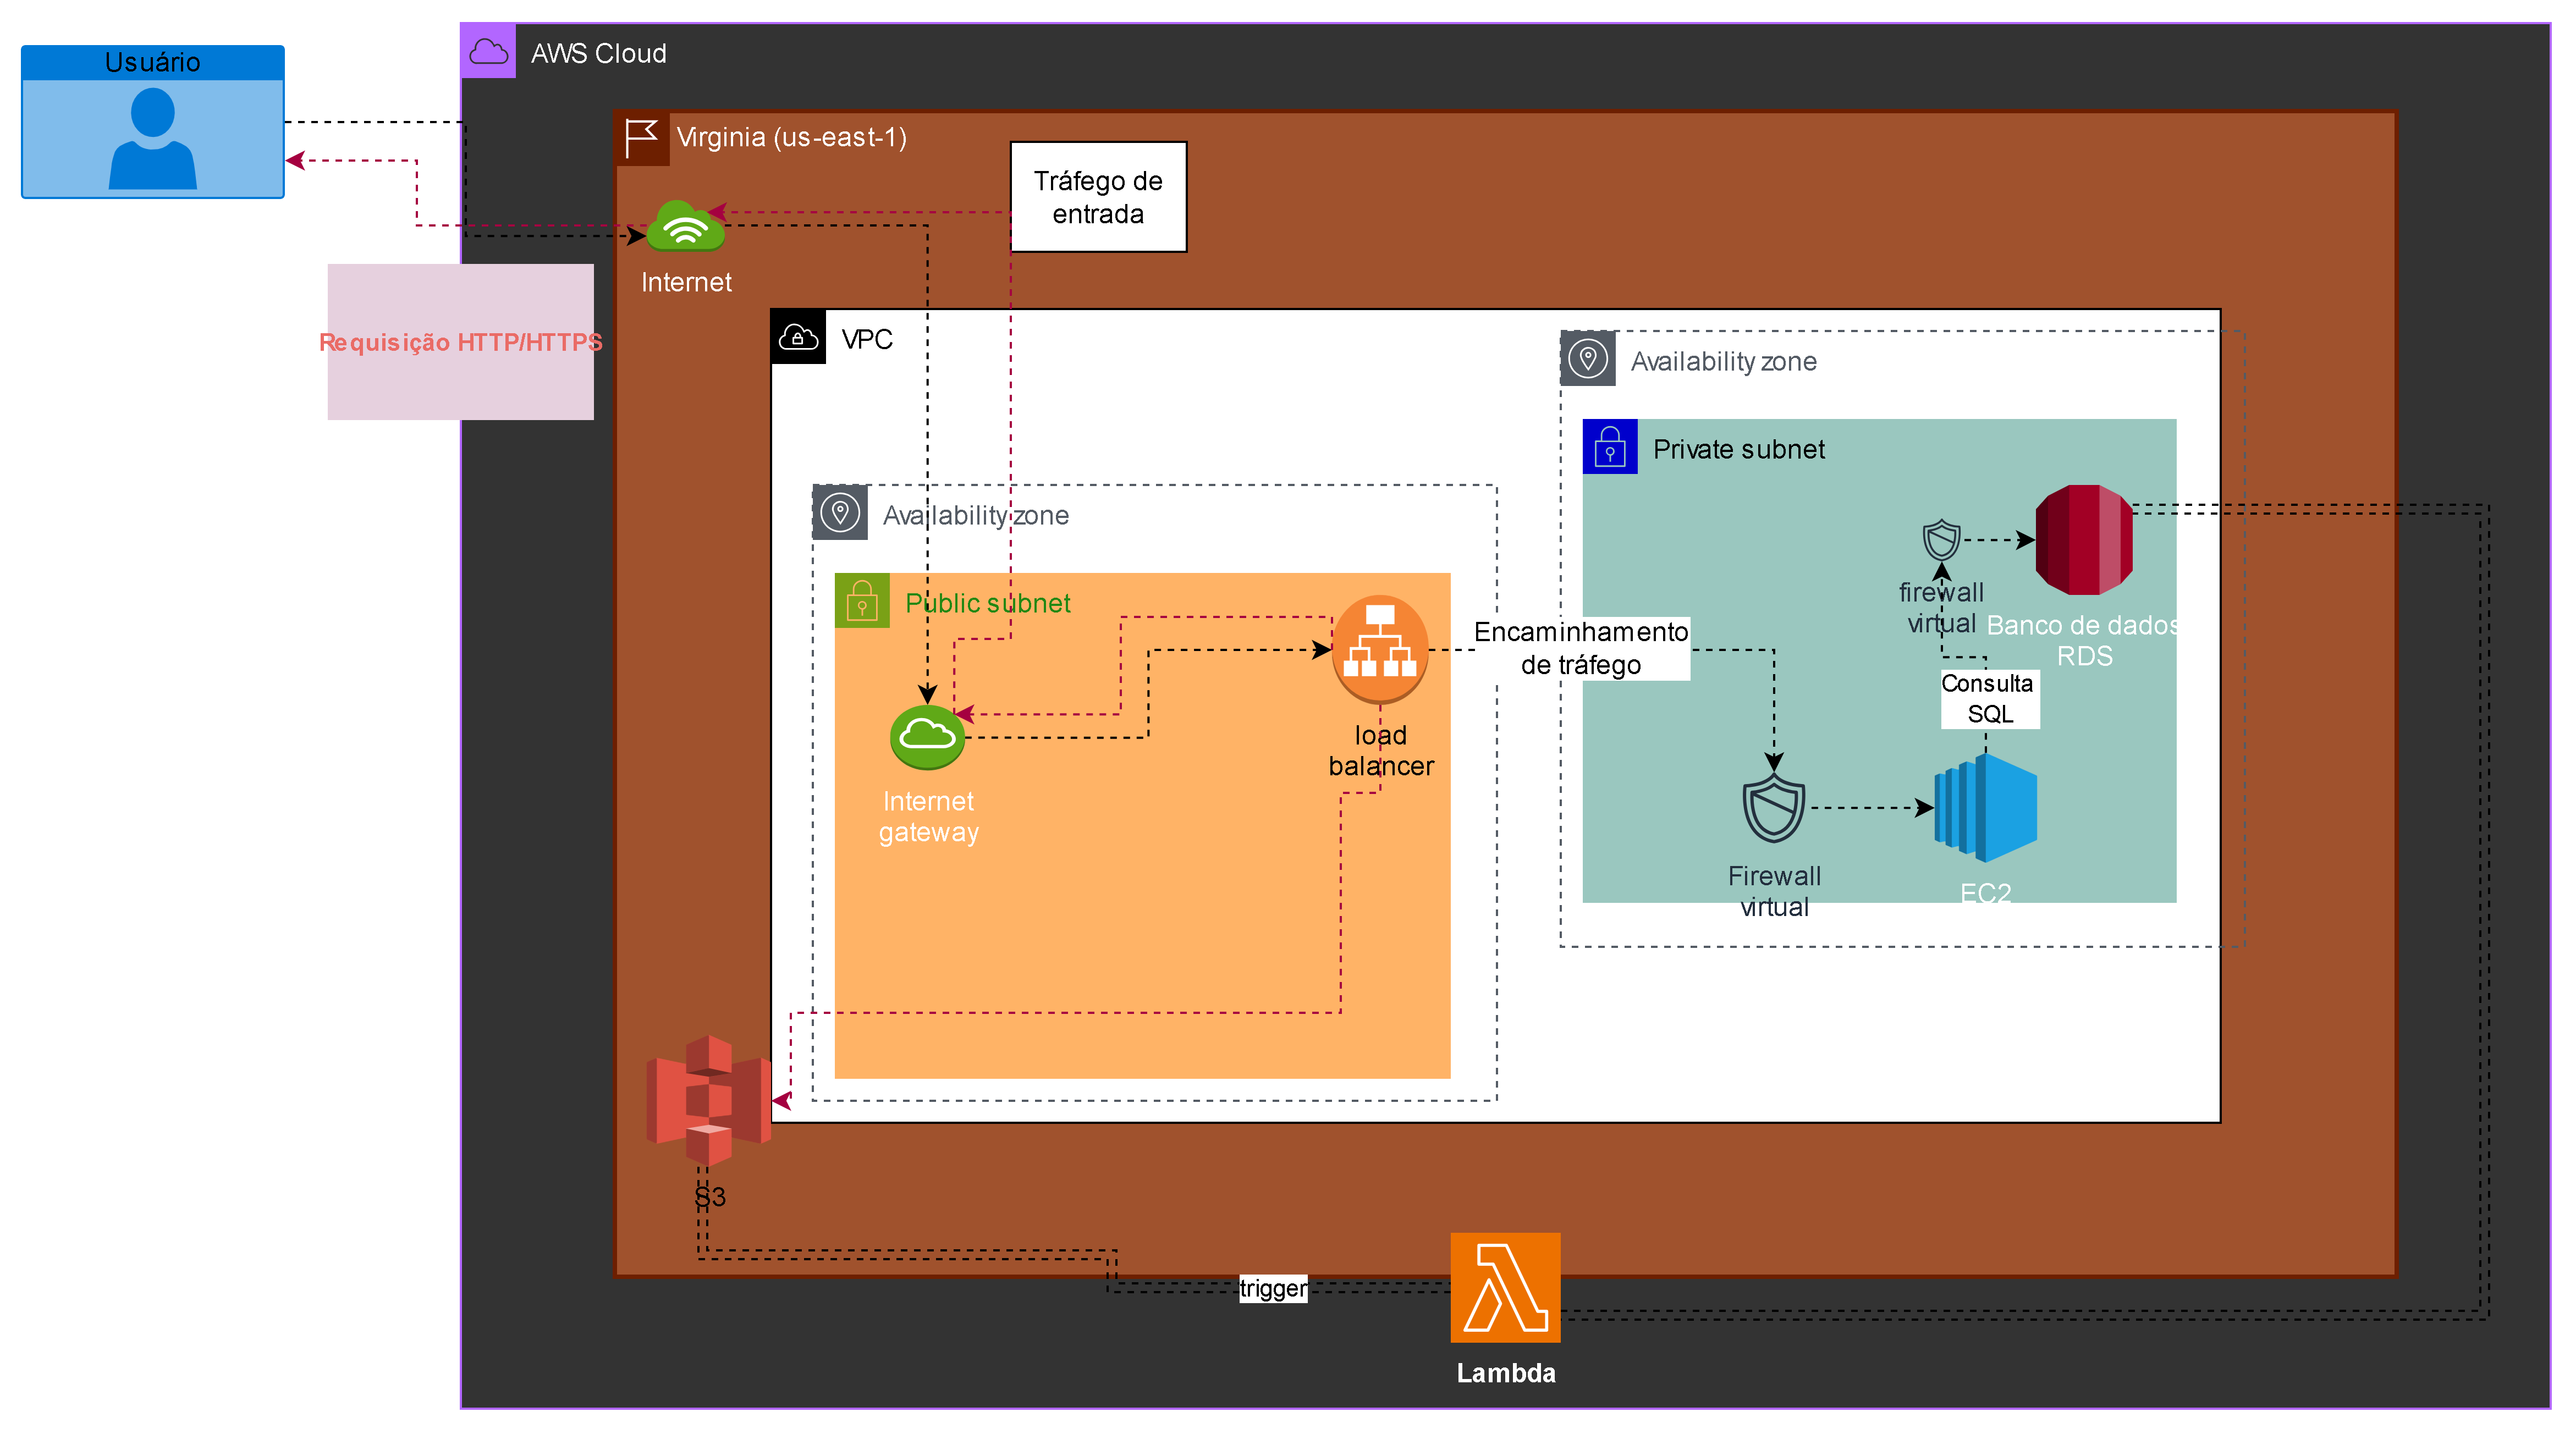 Usuário
AWS Cloud
Virginia (us-east-1)
Tráfego de
entrada
Internet
Requisição HTTP/HTTPS
VPC
Availability zone
Private subnet
Availability zone
Public subnet
firewall
virtual
Banco de dados
RDS
Encaminhamento
de tráfego
Consulta
SQL
load
balancer
Internet
gateway
Firewall
virtual
EC2
S3
trigger
Lambda